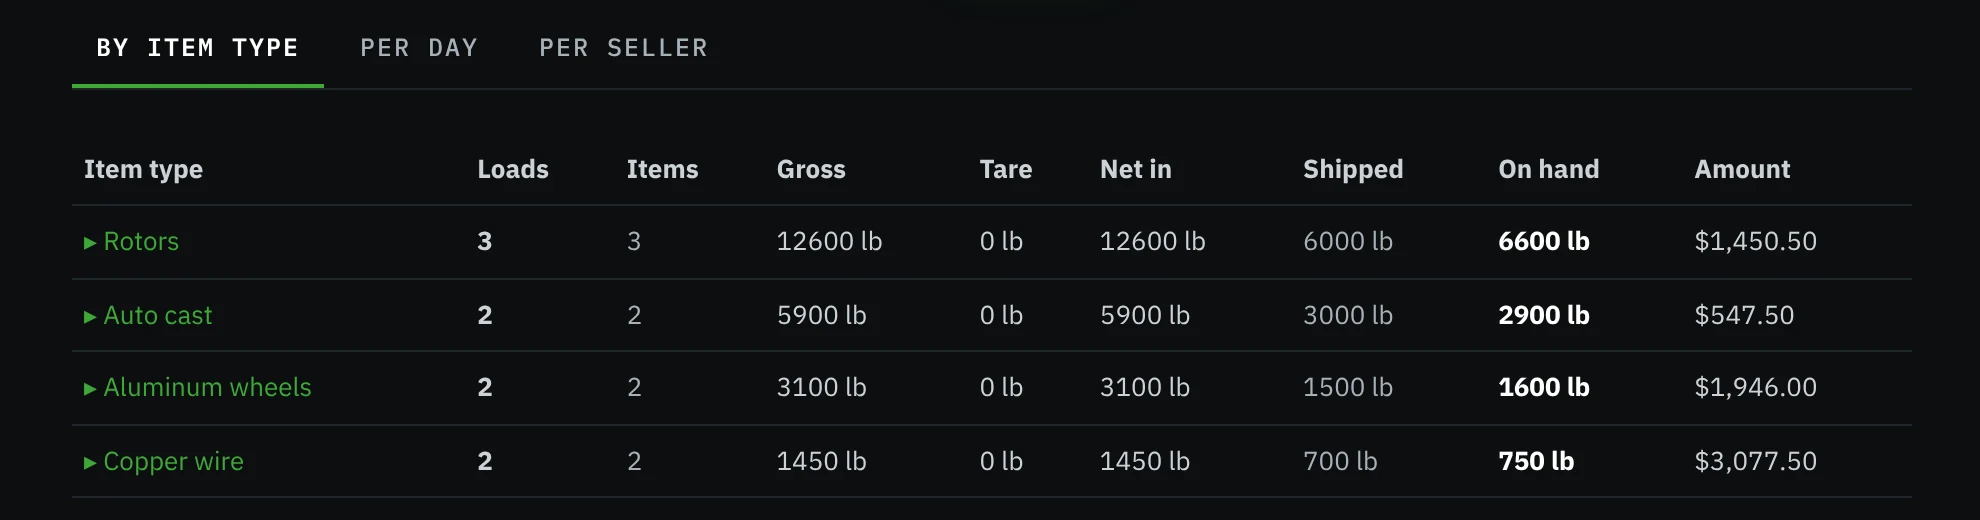 BY ITEM TYPE PER DAY PER SELLER
Item type Loads Items Gross Tare Net in Shipped On hand Amount
▸ Rotors 3 3 12600 lb 0 lb 12600 lb 6000 lb 6600 lb $1,450.50
▸ Auto cast 2 2 5900 lb 0 lb 5900 lb 3000 lb 2900 lb $547.50
▸ Aluminum wheels 2 2 3100 lb 0 lb 3100 lb 1500 lb 1600 lb $1,946.00
▸ Copper wire 2 2 1450 lb 0 lb 1450 lb 700 lb 750 lb $3,077.50